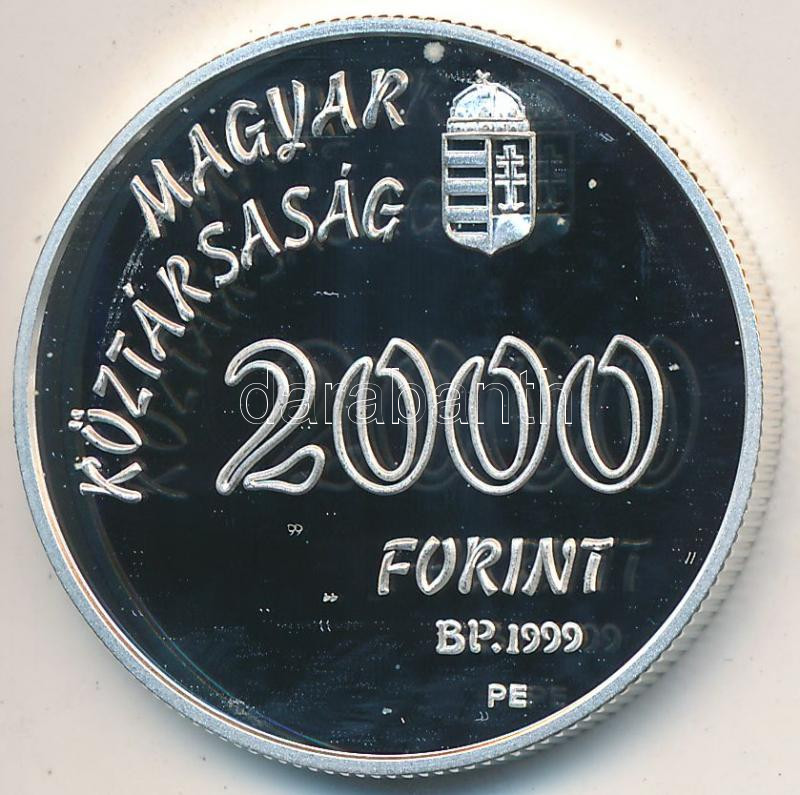 MAGYAR
KÖZTÁRSASÁG
2000
darabanth
FORINT
BP.1999
PE